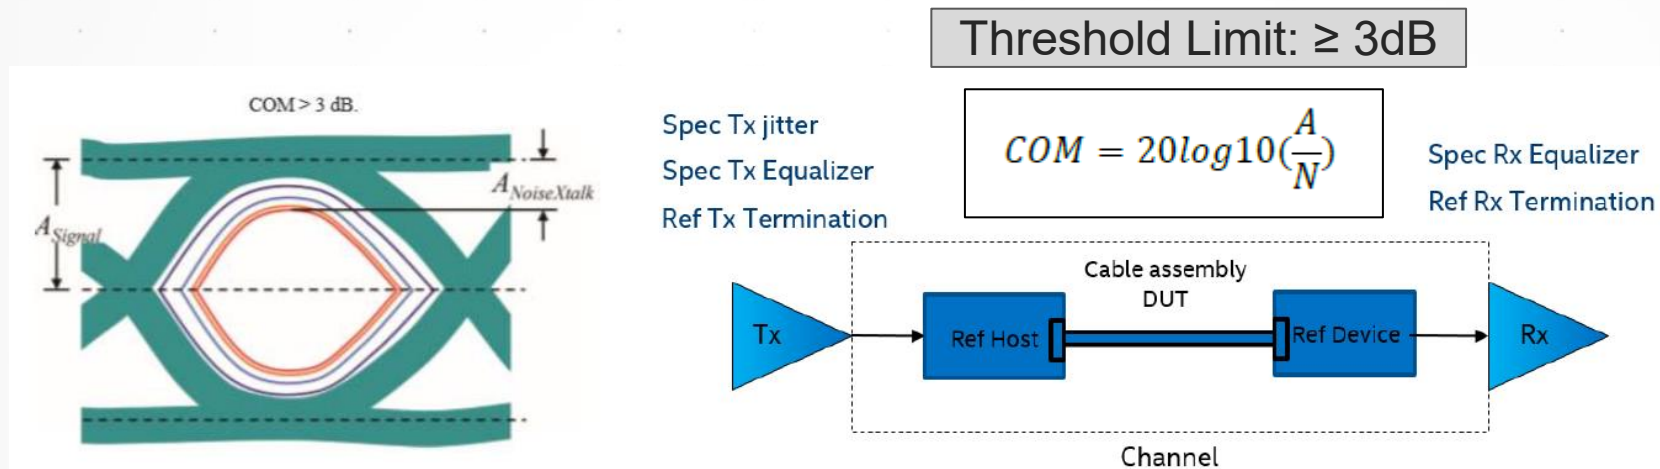 Threshold Limit: ≥ 3dB
COM > 3 dB.
A_Signal
A_NoiseXtalk
Spec Tx jitter
Spec Tx Equalizer
Ref Tx Termination
COM = 20log10(A/N)
Spec Rx Equalizer
Ref Rx Termination
Cable assembly
DUT
Tx
Ref Host
Ref Device
Rx
Channel